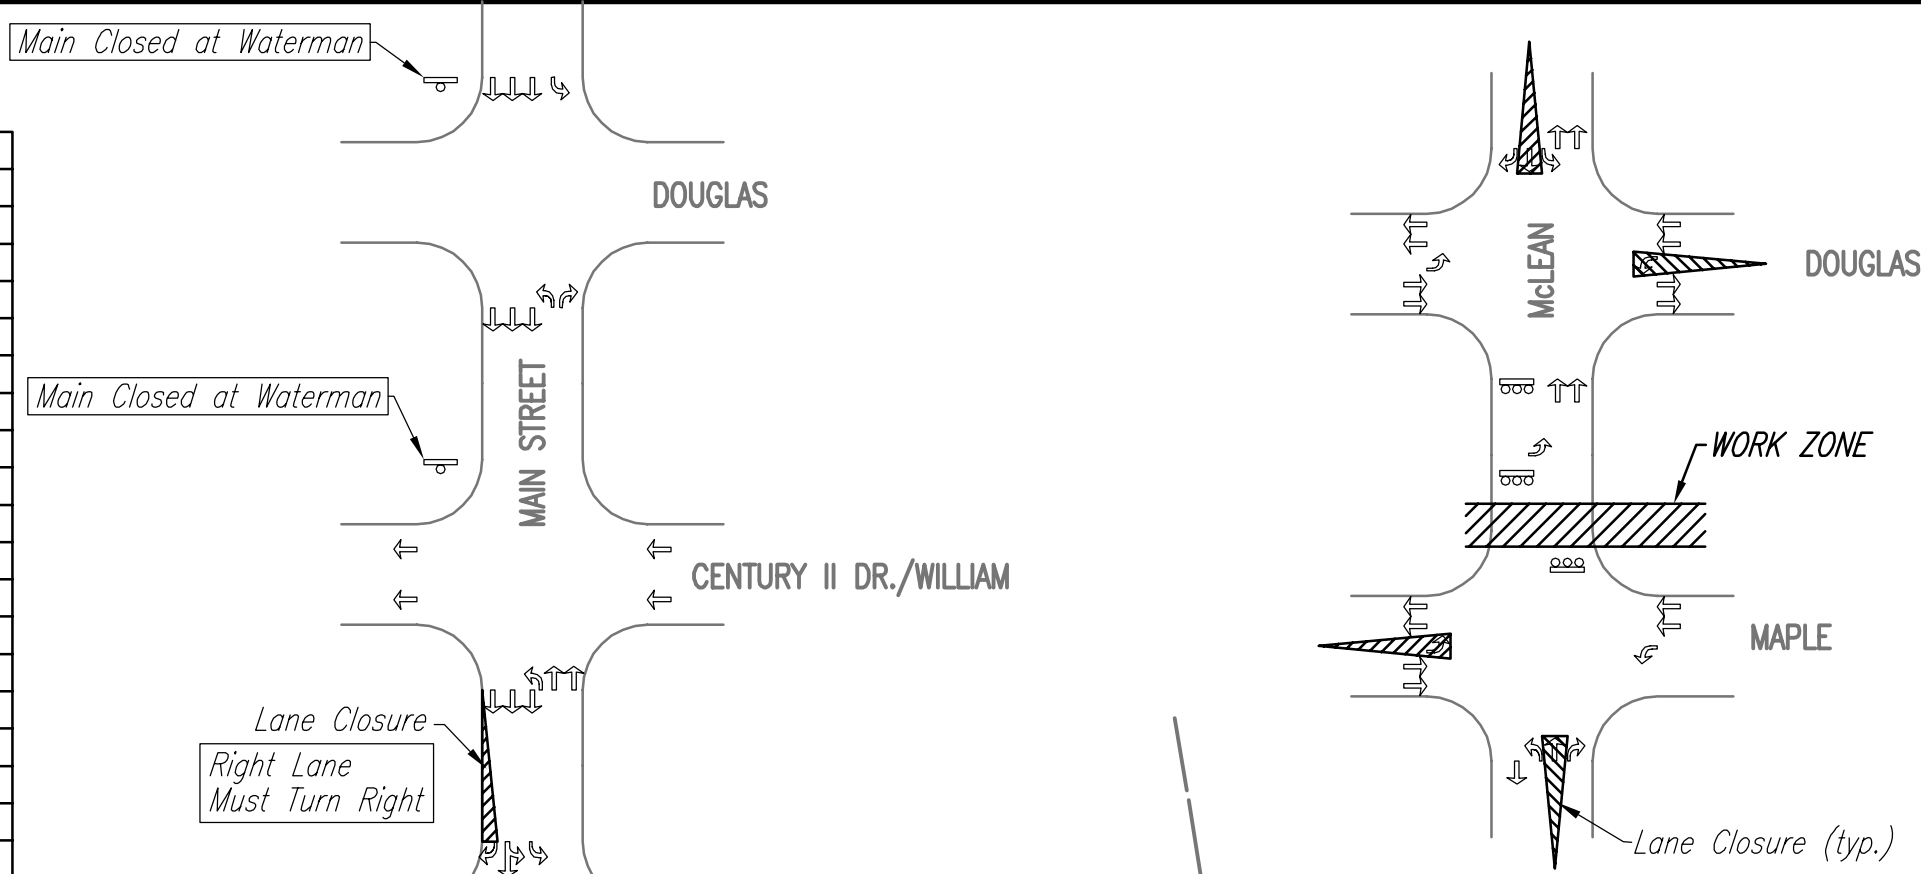 Main Closed at Waterman
DOUGLAS
Main Closed at Waterman
MAIN STREET
CENTURY II DR./WILLIAM
Lane Closure
Right Lane
Must Turn Right
McLEAN
DOUGLAS
WORK ZONE
MAPLE
Lane Closure (typ.)